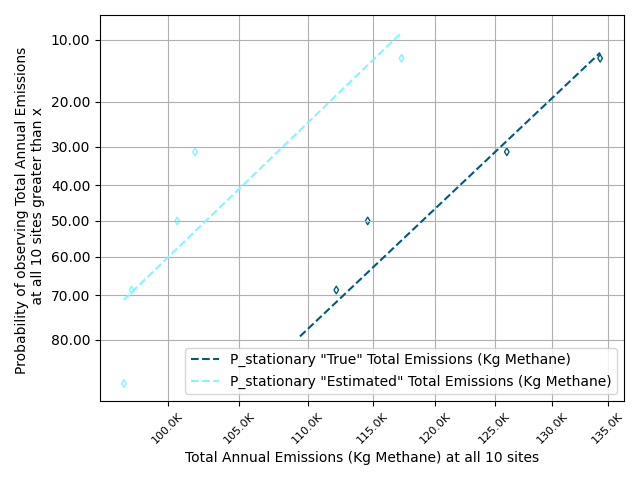 Probability of observing Total Annual Emissions
at all 10 sites greater than x
10.00
20.00
30.00
40.00
50.00
60.00
70.00
80.00
P_stationary "True" Total Emissions (Kg Methane)
P_stationary "Estimated" Total Emissions (Kg Methane)
100.0K
105.0K
110.0K
115.0K
120.0K
125.0K
130.0K
135.0K
Total Annual Emissions (Kg Methane) at all 10 sites